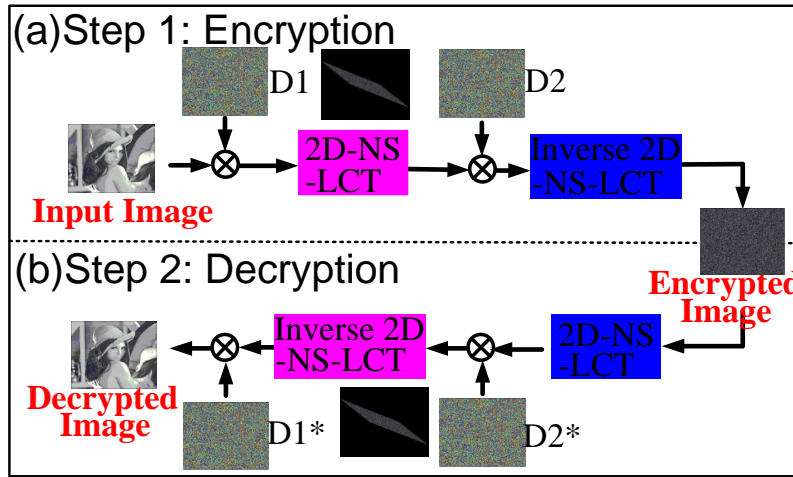 (a)Step 1: Encryption
D1
D2
2D-NS
-LCT
Inverse 2D
-NS-LCT
Input Image
Encrypted
Image
(b)Step 2: Decryption
Inverse 2D
-NS-LCT
2D-NS
-LCT
Decrypted
Image
D1*
D2*